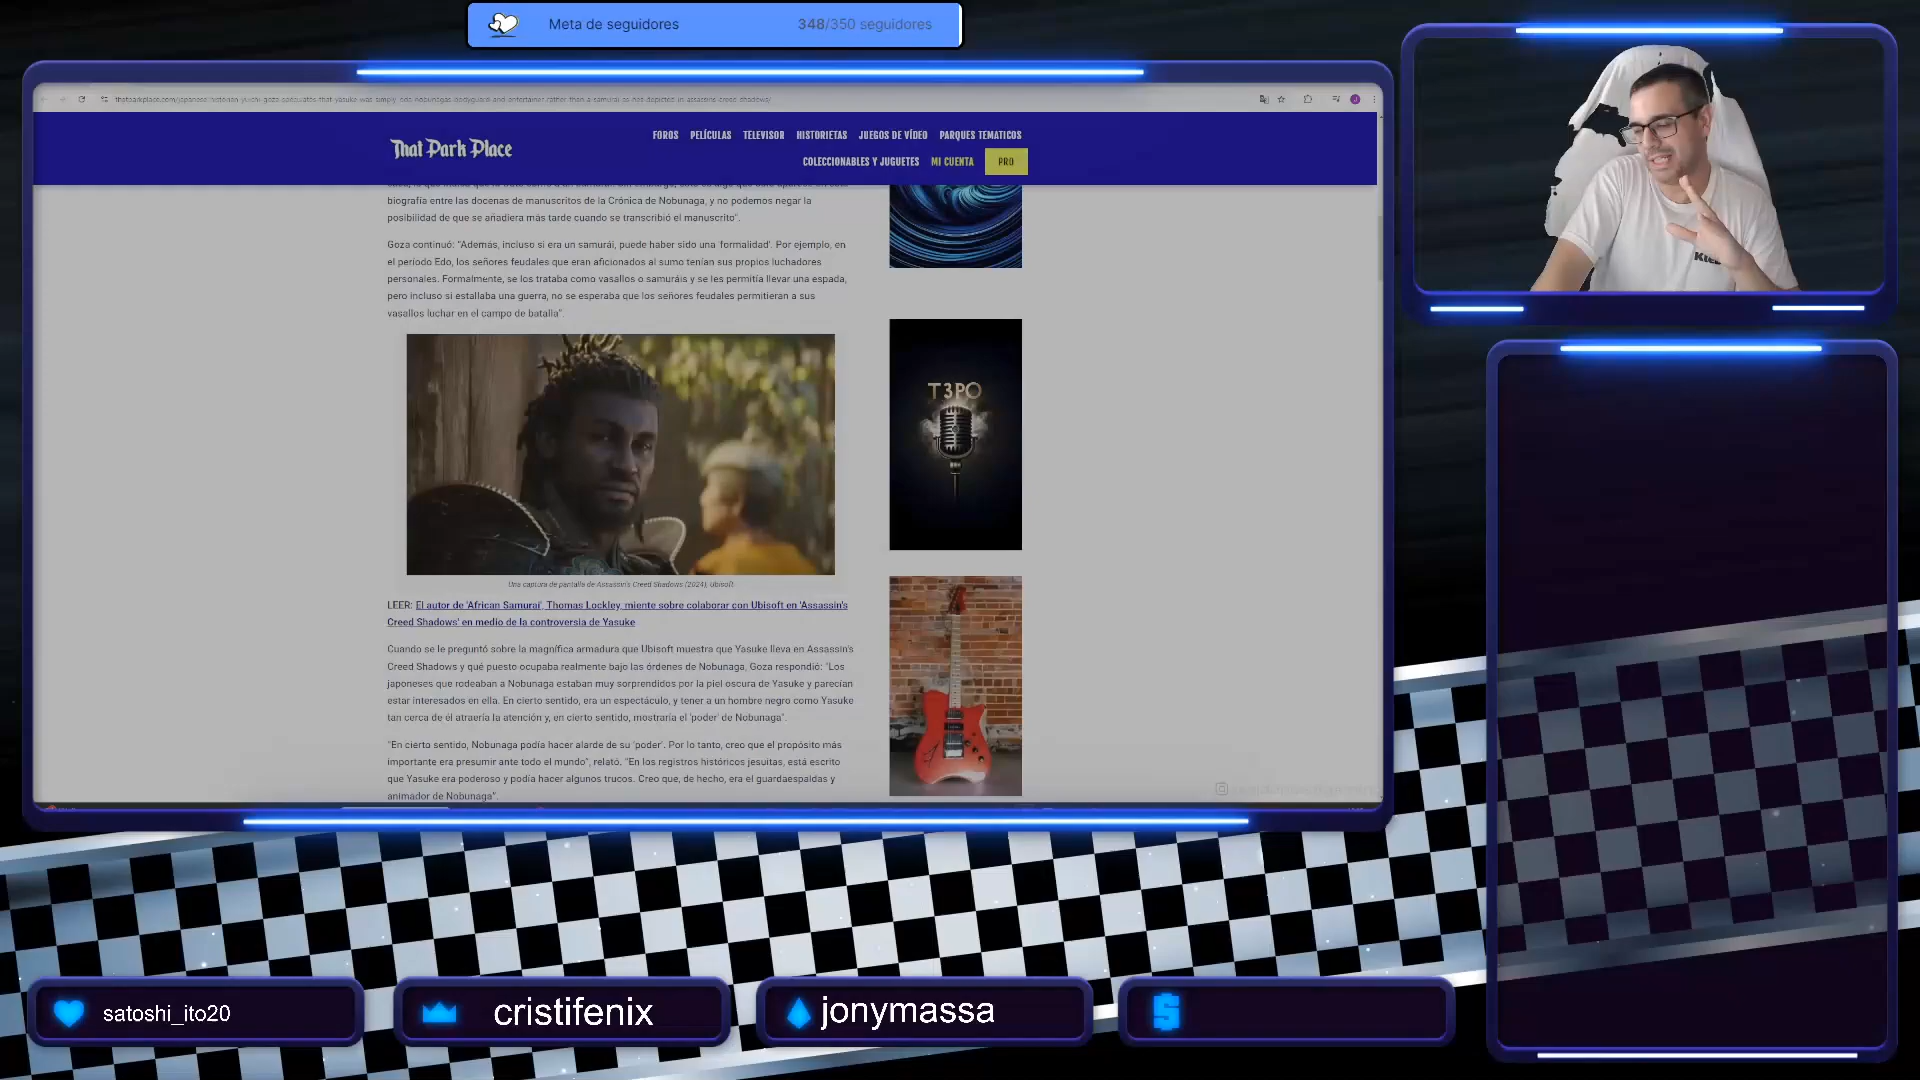 Meta de seguidores
348/350 seguidores
That Park Place
FOROS PELÍCULAS TELEVISOR HISTORIETAS JUEGOS DE VÍDEO PARQUES TEMATICOS
COLECCIONABLES Y JUGUETES MI CUENTA PRO
biografía entre las docenas de manuscritos de la Crónica de Nobunaga, y no podemos negar la
posibilidad de que se añadiera más tarde cuando se transcribió el manuscrito".
Goza continuó: "Además, incluso si era un samurái, puede haber sido una 'formalidad'. Por ejemplo, en
el período Edo, los señores feudales que eran aficionados al sumo tenían sus propios luchadores
personales. Formalmente, se los trataba como vasallos o samuráis y se les permitía llevar una espada,
pero incluso si estallaba una guerra, no se esperaba que los señores feudales permitieran a sus
vasallos luchar en el campo de batalla".
T3PO
Una captura de pantalla de Assassin's Creed Shadows (2024), Ubisoft
LEER: El autor de 'African Samurai', Thomas Lockley, miente sobre colaborar con Ubisoft en 'Assassin's
Creed Shadows' en medio de la controversia de Yasuke
Cuando se le preguntó sobre la magnífica armadura que Ubisoft muestra que Yasuke lleva en Assassin's
Creed Shadows y qué puesto ocupaba realmente bajo las órdenes de Nobunaga, Goza respondió: "Los
japoneses que rodeaban a Nobunaga estaban muy sorprendidos por la piel oscura de Yasuke y parecían
estar interesados en ella. En cierto sentido, era un espectáculo, y tener a un hombre negro como Yasuke
tan cerca de él atraería la atención y, en cierto sentido, mostraría el 'poder' de Nobunaga".
"En cierto sentido, Nobunaga podía hacer alarde de su 'poder'. Por lo tanto, creo que el propósito más
importante era presumir ante todo el mundo", relató. "En los registros históricos jesuitas, está escrito
que Yasuke era poderoso y podía hacer algunos trucos. Creo que, de hecho, era el guardaespaldas y
animador de Nobunaga".
satoshi_ito20
cristifenix
jonymassa